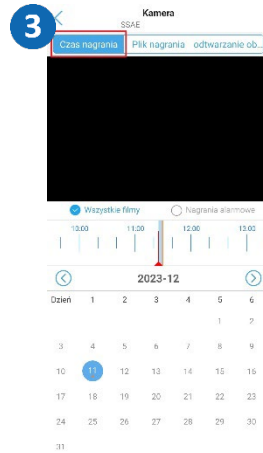 3
Kamera
SSAE
Czas nagrania Plik nagrania odtwarzanie ob...
Wszystkie filmy Nagrania alarmowe
10:00 11:00 12:00 13:00
2023-12
Dzień 1 2 3 4 5 6
1 2
3 4 5 6 7 8 9
10 11 12 13 14 15 16
17 18 19 20 21 22 23
24 25 26 27 28 29 30
31